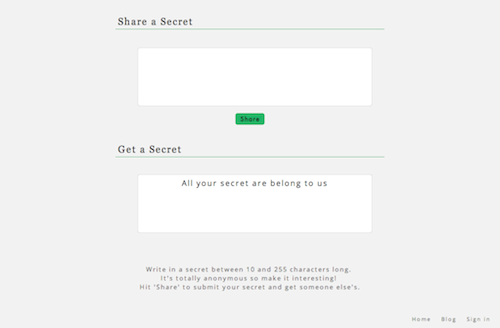 Share a Secret
Share
Get a Secret
All your secret are belong to us
Write in a secret between 10 and 255 characters long.
It's totally anonymous so make it interesting!
Hit 'Share' to submit your secret and get someone else's.
Home Blog Sign in